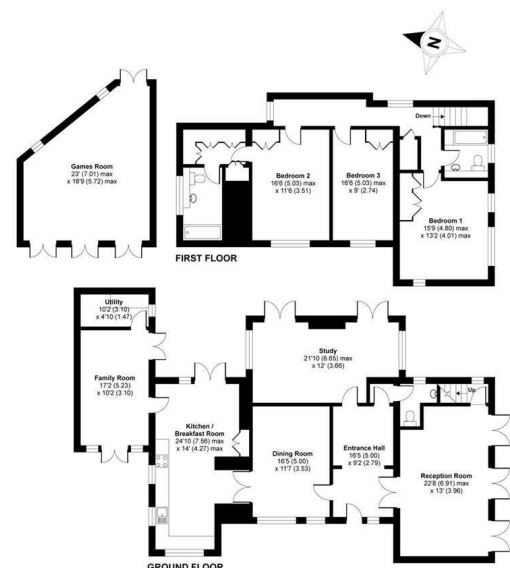 N
Games Room
23' (7.01) max
x 18'9 (5.72) max
Down
Bedroom 2
16'6 (5.03) max
x 11'6 (3.51)
Bedroom 3
16'6 (5.03) max
x 9' (2.74)
Bedroom 1
15'9 (4.80) max
x 13'2 (4.01) max
FIRST FLOOR
Utility
10'2 (3.10)
x 4'10 (1.47)
Study
21'10 (6.65) max
x 12' (3.66)
Family Room
17'2 (5.23)
x 10'2 (3.10)
Up
Kitchen /
Breakfast Room
24'10 (7.56) max
x 14' (4.27) max
Dining Room
16'5 (5.00)
x 11'7 (3.53)
Entrance Hall
16'5 (5.00)
x 9'2 (2.79)
Reception Room
22'8 (6.91) max
x 13' (3.96)
GROUND FLOOR